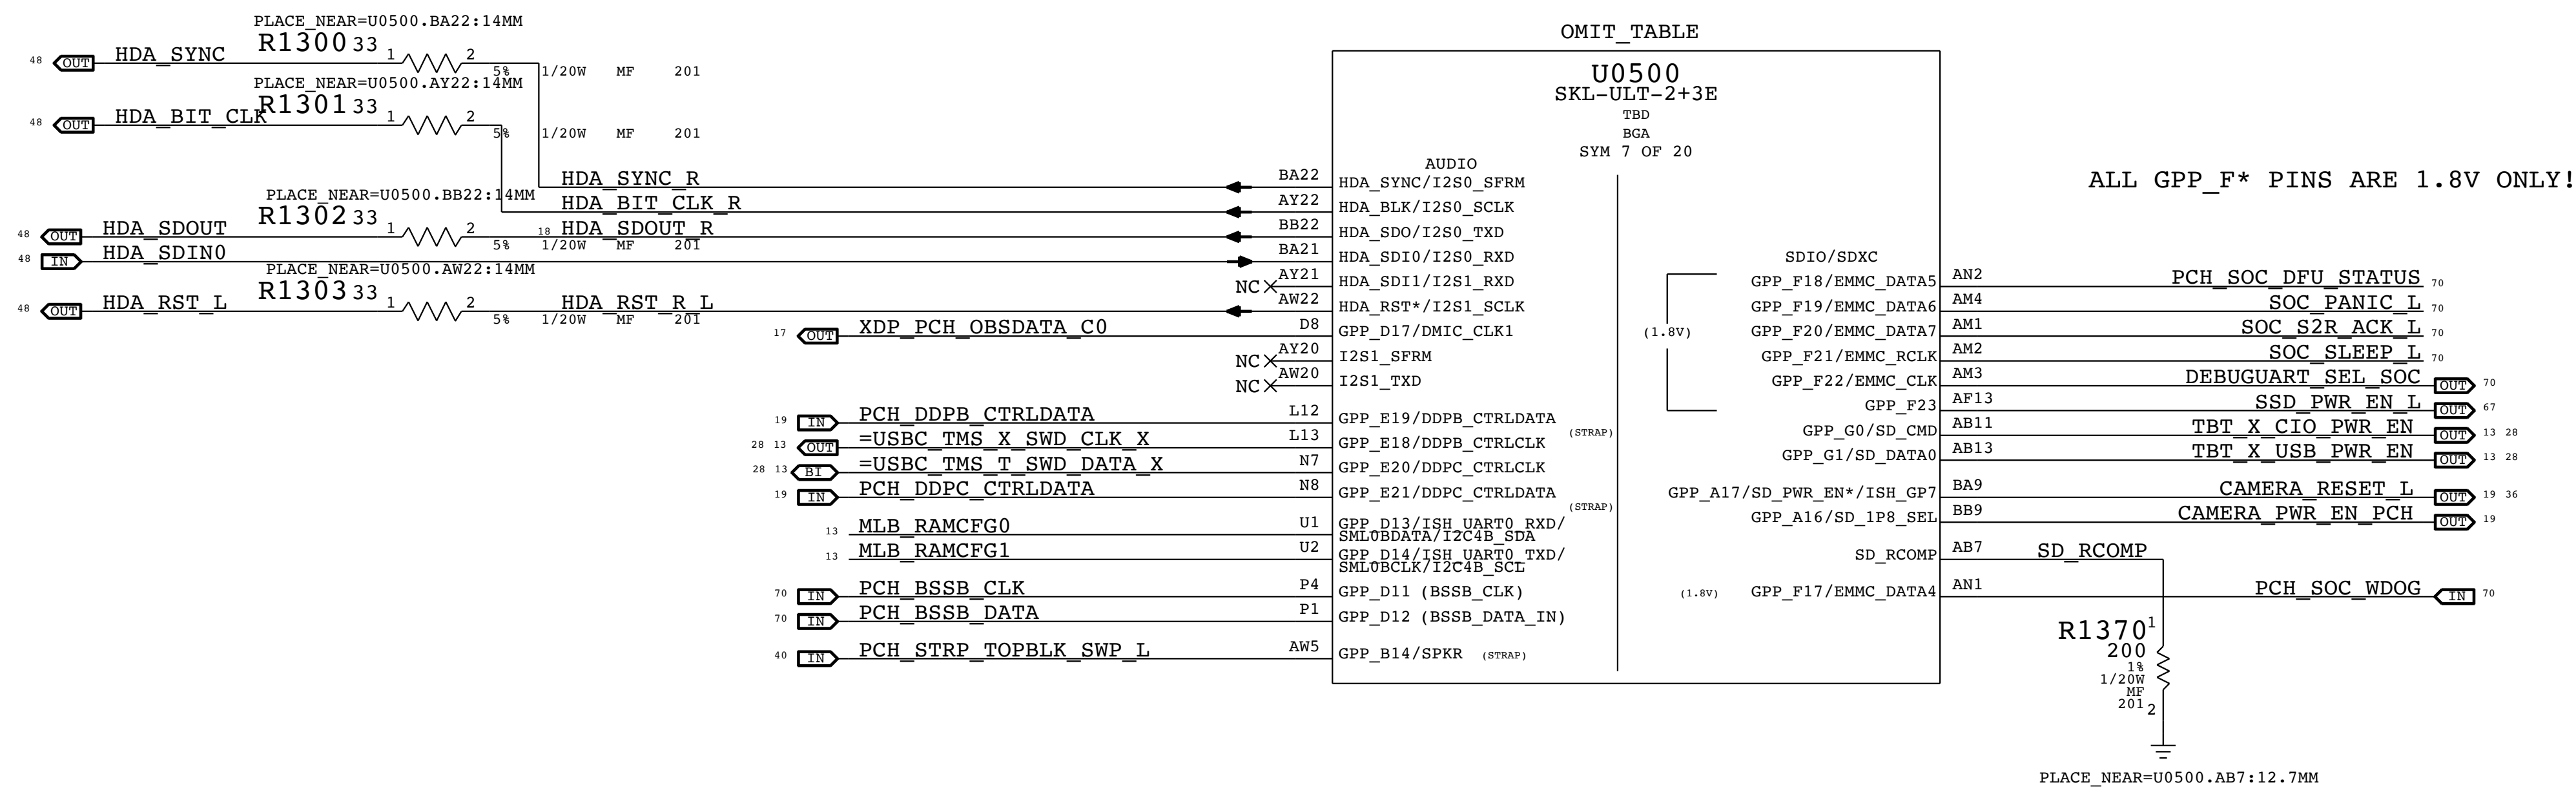 PLACE_NEAR=U0500.BA22:14MM
R1300 33
48 OUT HDA_SYNC 1 2
5% 1/20W MF 201
PLACE_NEAR=U0500.AY22:14MM
R1301 33
48 OUT HDA_BIT_CLK 1 2
5% 1/20W MF 201
HDA_SYNC_R
HDA_BIT_CLK_R
PLACE_NEAR=U0500.BB22:14MM
R1302 33
48 OUT HDA_SDOUT 1 2 18 HDA_SDOUT_R
5% 1/20W MF 201
48 IN HDA_SDIN0
PLACE_NEAR=U0500.AW22:14MM
R1303 33
48 OUT HDA_RST_L 1 2 HDA_RST_R_L
5% 1/20W MF 201
OMIT_TABLE
U0500
SKL-ULT-2+3E
TBD
BGA
SYM 7 OF 20
AUDIO
BA22 HDA_SYNC/I2S0_SFRM
AY22 HDA_BLK/I2S0_SCLK
BB22 HDA_SDO/I2S0_TXD
BA21 HDA_SDI0/I2S0_RXD
NC AY21 HDA_SDI1/I2S1_RXD
AW22 HDA_RST*/I2S1_SCLK
17 OUT XDP_PCH_OBSDATA_C0 D8 GPP_D17/DMIC_CLK1
NC AY20 I2S1_SFRM
NC AW20 I2S1_TXD
19 IN PCH_DDPB_CTRLDATA L12 GPP_E19/DDPB_CTRLDATA
(STRAP)
28 13 OUT =USBC_TMS_X_SWD_CLK_X L13 GPP_E18/DDPB_CTRLCLK
28 13 BI =USBC_TMS_T_SWD_DATA_X N7 GPP_E20/DDPC_CTRLCLK
19 IN PCH_DDPC_CTRLDATA N8 GPP_E21/DDPC_CTRLDATA
(STRAP)
13 MLB_RAMCFG0 U1 GPP_D13/ISH_UART0_RXD/
SML0BDATA/I2C4B_SDA
13 MLB_RAMCFG1 U2 GPP_D14/ISH_UART0_TXD/
SML0BCLK/I2C4B_SCL
70 IN PCH_BSSB_CLK P4 GPP_D11 (BSSB_CLK)
70 IN PCH_BSSB_DATA P1 GPP_D12 (BSSB_DATA_IN)
40 IN PCH_STRP_TOPBLK_SWP_L AW5 GPP_B14/SPKR (STRAP)
ALL GPP_F* PINS ARE 1.8V ONLY!
SDIO/SDXC
GPP_F18/EMMC_DATA5 AN2 PCH_SOC_DFU_STATUS 70
GPP_F19/EMMC_DATA6 AM4 SOC_PANIC_L 70
(1.8V) GPP_F20/EMMC_DATA7 AM1 SOC_S2R_ACK_L 70
GPP_F21/EMMC_RCLK AM2 SOC_SLEEP_L 70
GPP_F22/EMMC_CLK AM3 DEBUGUART_SEL_SOC OUT 70
GPP_F23 AF13 SSD_PWR_EN_L OUT 67
GPP_G0/SD_CMD AB11 TBT_X_CIO_PWR_EN OUT 13 28
GPP_G1/SD_DATA0 AB13 TBT_X_USB_PWR_EN OUT 13 28
GPP_A17/SD_PWR_EN*/ISH_GP7 BA9 CAMERA_RESET_L OUT 19 36
GPP_A16/SD_1P8_SEL BB9 CAMERA_PWR_EN_PCH OUT 19
SD_RCOMP AB7 SD_RCOMP
(1.8V) GPP_F17/EMMC_DATA4 AN1 PCH_SOC_WDOG IN 70
R1370 1
200
1%
1/20W
MF
201 2
PLACE_NEAR=U0500.AB7:12.7MM